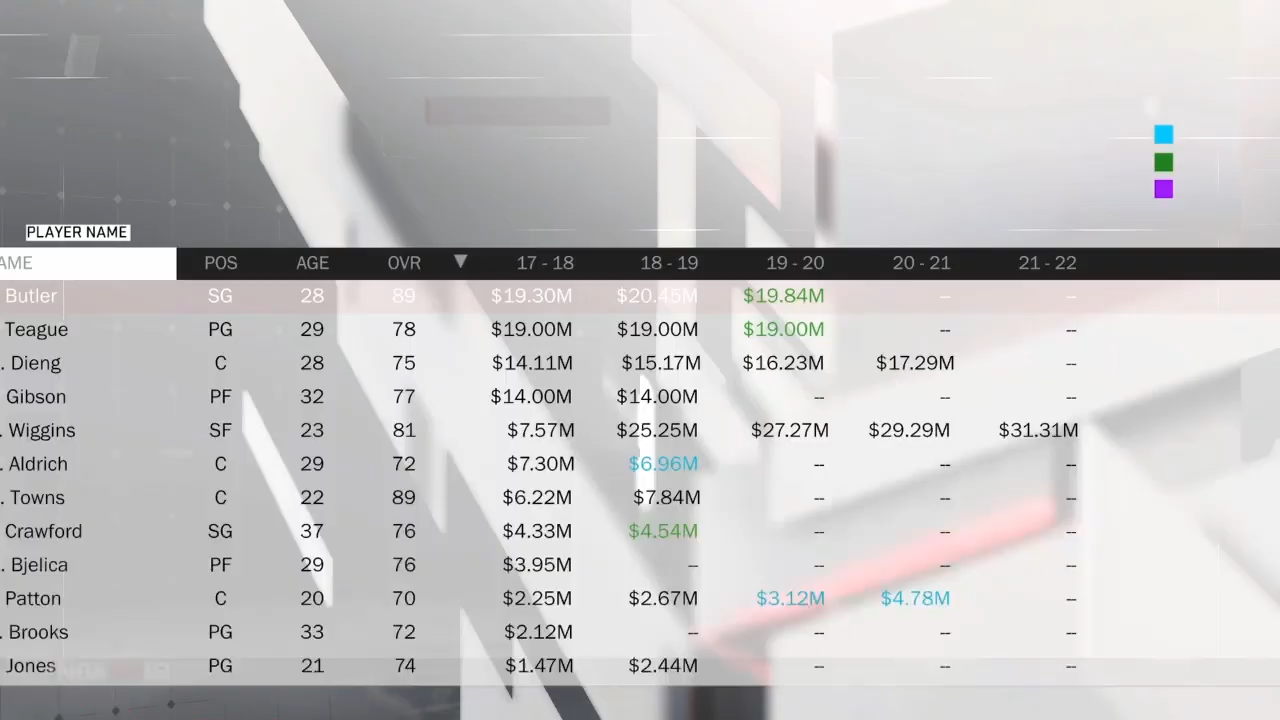 PLAYER NAME
AME POS AGE OVR ▼ 17 - 18 18 - 19 19 - 20 20 - 21 21 - 22
Butler SG 28 89 $19.30M $20.45M $19.84M -- --
Teague PG 29 78 $19.00M $19.00M $19.00M -- --
. Dieng C 28 75 $14.11M $15.17M $16.23M $17.29M --
Gibson PF 32 77 $14.00M $14.00M -- -- --
. Wiggins SF 23 81 $7.57M $25.25M $27.27M $29.29M $31.31M
. Aldrich C 29 72 $7.30M $6.96M -- -- --
. Towns C 22 89 $6.22M $7.84M -- -- --
Crawford SG 37 76 $4.33M $4.54M -- -- --
. Bjelica PF 29 76 $3.95M -- -- -- --
Patton C 20 70 $2.25M $2.67M $3.12M $4.78M --
. Brooks PG 33 72 $2.12M -- -- -- --
Jones PG 21 74 $1.47M $2.44M -- -- --